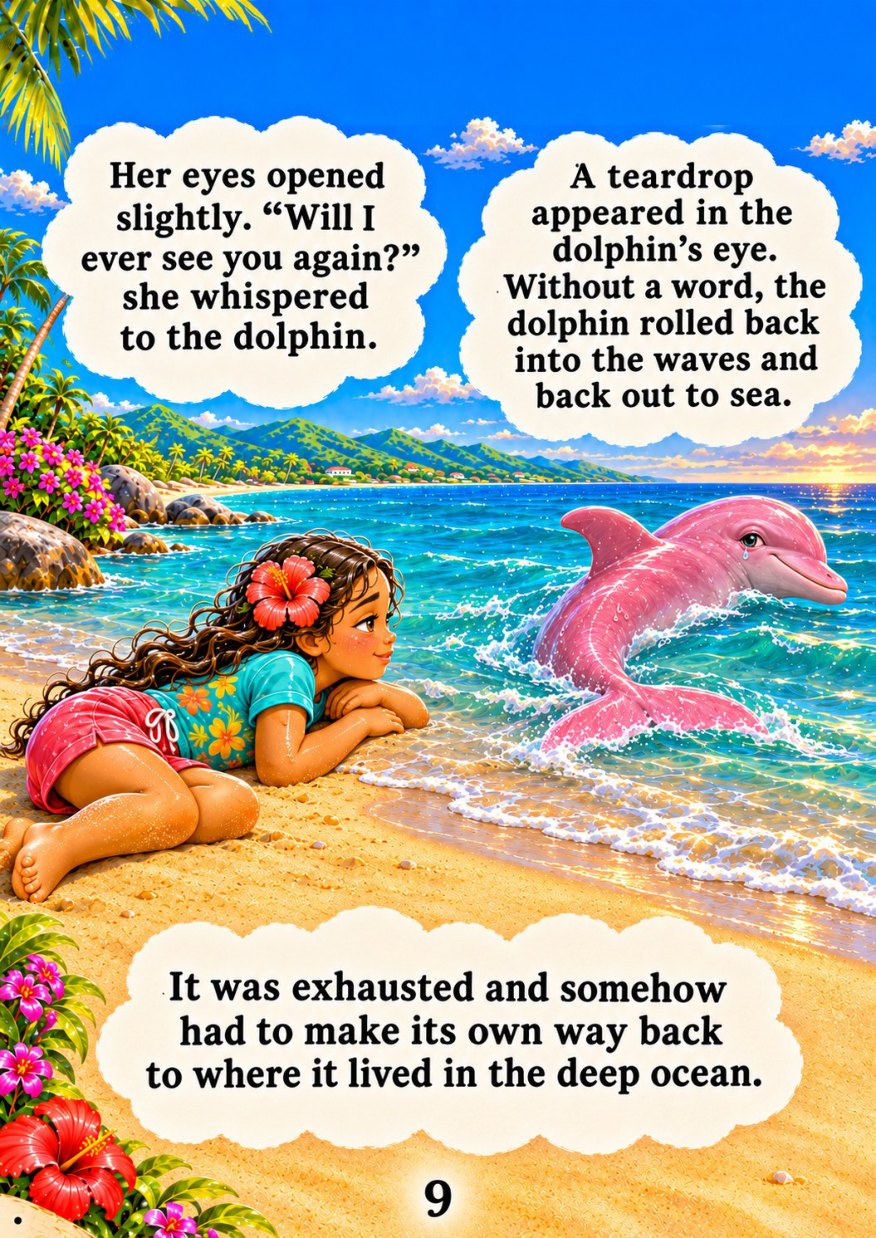 Her eyes opened
slightly. “Will I
ever see you again?”
she whispered
to the dolphin.
A teardrop
appeared in the
dolphin’s eye.
Without a word, the
dolphin rolled back
into the waves and
back out to sea.
It was exhausted and somehow
had to make its own way back
to where it lived in the deep ocean.
9